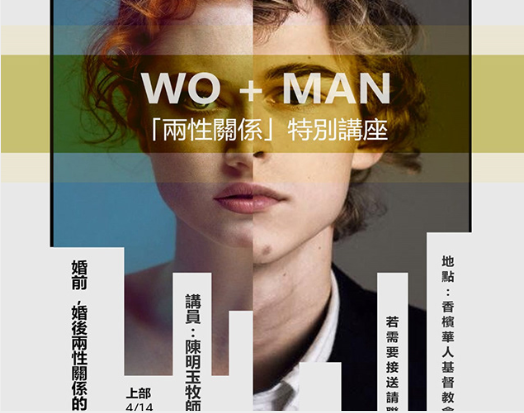 WO + MAN
「兩性關係」特別講座
婚前,婚後兩性關係的
上部
4/14
講員：陳明玉牧師
若需要接送請聯
地點：香檳華人基督教會